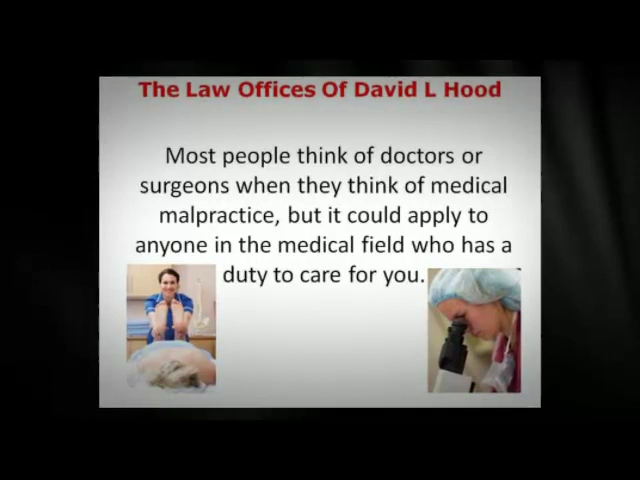 The Law Offices Of David L Hood
Most people think of doctors or
surgeons when they think of medical
malpractice, but it could apply to
anyone in the medical field who has a
duty to care for you.